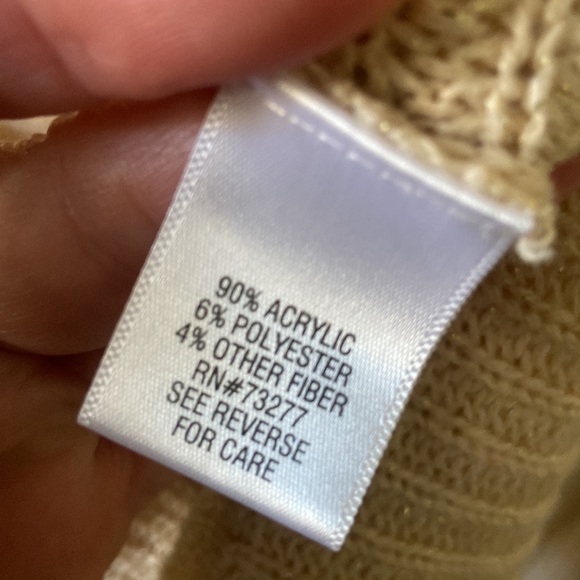 90% ACRYLIC
6% POLYESTER
4% OTHER FIBER
RN#73277
SEE REVERSE
FOR CARE